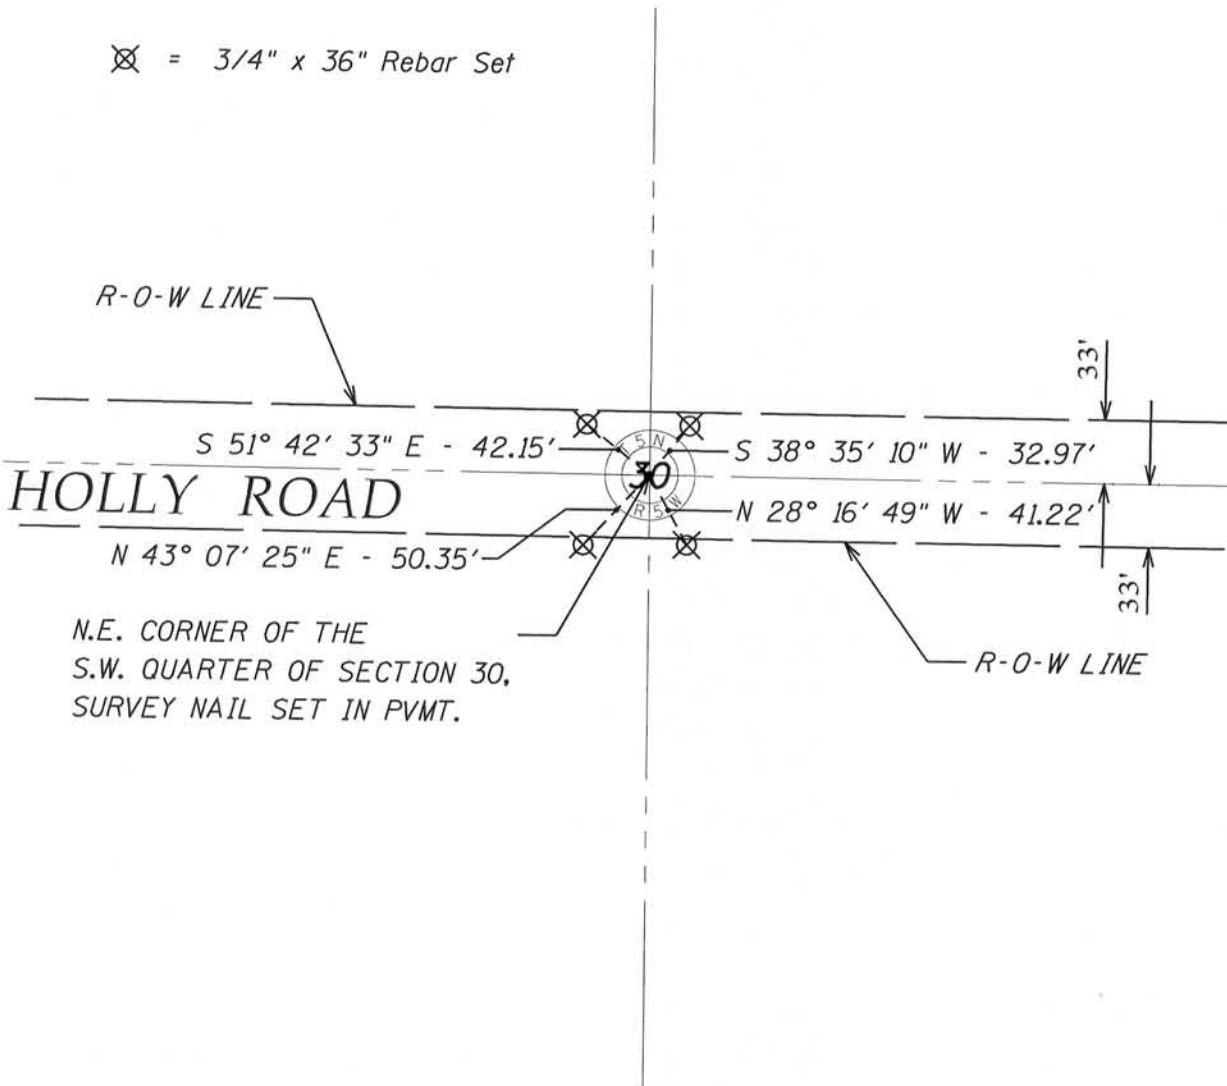 = 3/4" x 36" Rebar Set
R-O-W LINE
33'
S 51° 42' 33" E - 42.15'
T 5 N
S 38° 35' 10" W - 32.97'
30
HOLLY ROAD
R 5 W
N 28° 16' 49" W - 41.22'
N 43° 07' 25" E - 50.35'
33'
N.E. CORNER OF THE
S.W. QUARTER OF SECTION 30,
SURVEY NAIL SET IN PVMT.
R-O-W LINE